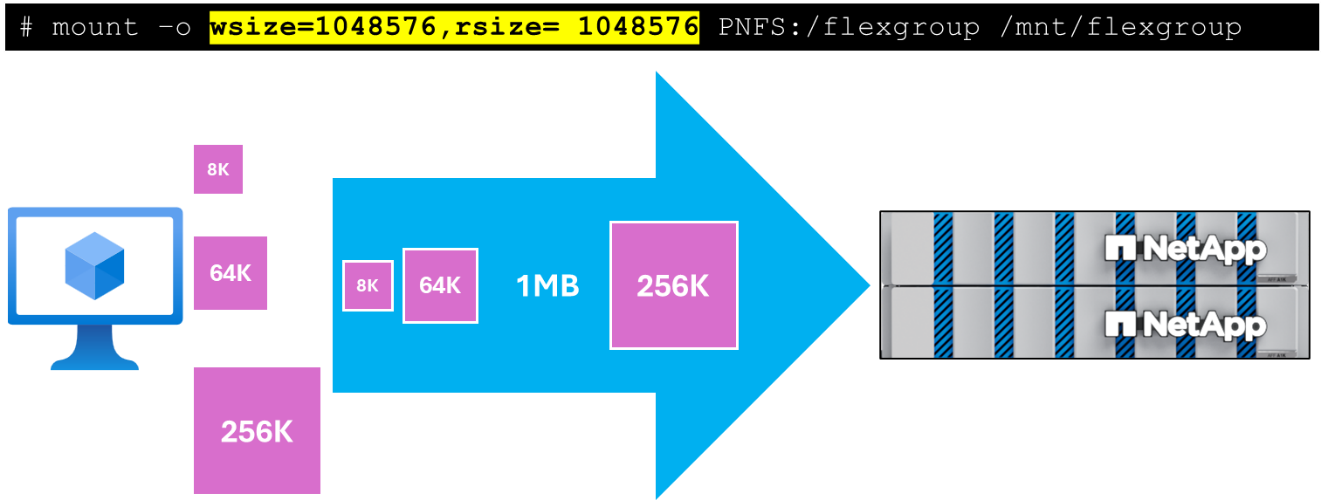 # mount -o wsize=1048576,rsize= 1048576 PNFS:/flexgroup /mnt/flexgroup
8K
64K
256K
8K
64K
1MB
256K
NetApp
NetApp